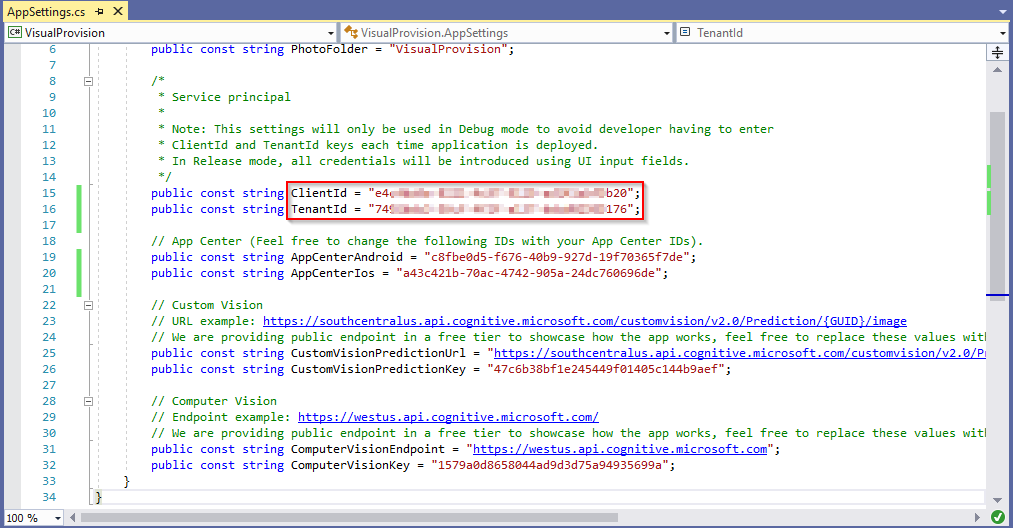 AppSettings.cs
VisualProvision
VisualProvision.AppSettings
TenantId
6 public const string PhotoFolder = "VisualProvision";
7
8 /*
9 * Service principal
10 *
11 * Note: This settings will only be used in Debug mode to avoid developer having to enter
12 * ClientId and TenantId keys each time application is deployed.
13 * In Release mode, all credentials will be introduced using UI input fields.
14 */
15 public const string ClientId = "e4 b20";
16 public const string TenantId = "749 176";
17
18 // App Center (Feel free to change the following IDs with your App Center IDs).
19 public const string AppCenterAndroid = "c8fbe0d5-f676-40b9-927d-19f70365f7de";
20 public const string AppCenterIos = "a43c421b-70ac-4742-905a-24dc760696de";
21
22 // Custom Vision
23 // URL example: https://southcentralus.api.cognitive.microsoft.com/customvision/v2.0/Prediction/{GUID}/image
24 // We are providing public endpoint in a free tier to showcase how the app works, feel free to replace these values with
25 public const string CustomVisionPredictionUrl = "https://southcentralus.api.cognitive.microsoft.com/customvision/v2.0/P
26 public const string CustomVisionPredictionKey = "47c6b38bf1e245449f01405c144b9aef";
27
28 // Computer Vision
29 // Endpoint example: https://westus.api.cognitive.microsoft.com/
30 // We are providing public endpoint in a free tier to showcase how the app works, feel free to replace these values with
31 public const string ComputerVisionEndpoint = "https://westus.api.cognitive.microsoft.com";
32 public const string ComputerVisionKey = "1579a0d8658044ad9d3d75a94935699a";
33 }
34 }
100 %